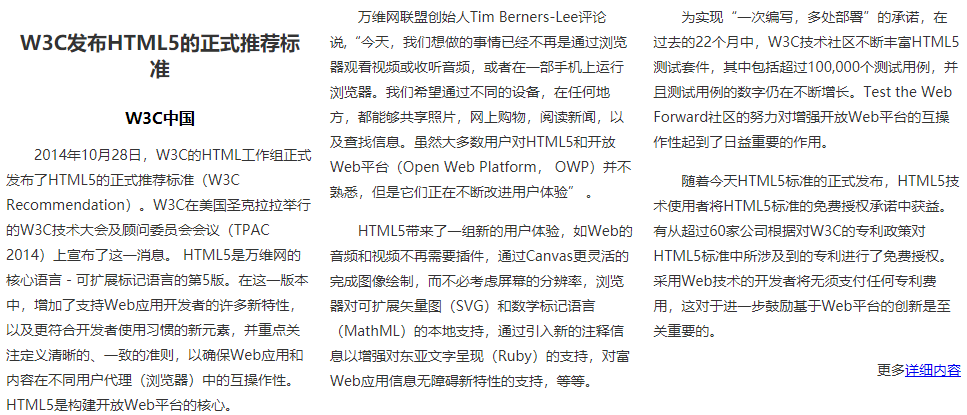 W3C发布HTML5的正式推荐标
准
W3C中国
2014年10月28日，W3C的HTML工作组正式
发布了HTML5的正式推荐标准（W3C
Recommendation）。W3C在美国圣克拉拉举行
的W3C技术大会及顾问委员会会议（TPAC
2014）上宣布了这一消息。 HTML5是万维网的
核心语言 - 可扩展标记语言的第5版。在这一版本
中，增加了支持Web应用开发者的许多新特性，
以及更符合开发者使用习惯的新元素，并重点关
注定义清晰的、一致的准则，以确保Web应用和
内容在不同用户代理（浏览器）中的互操作性。
HTML5是构建开放Web平台的核心。
万维网联盟创始人Tim Berners-Lee评论
说，“今天，我们想做的事情已经不再是通过浏览
器观看视频或收听音频，或者在一部手机上运行
浏览器。我们希望通过不同的设备，在任何地
方，都能够共享照片，网上购物，阅读新闻，以
及查找信息。虽然大多数用户对HTML5和开放
Web平台（Open Web Platform， OWP）并不
熟悉，但是它们正在不断改进用户体验” 。
HTML5带来了一组新的用户体验，如Web的
音频和视频不再需要插件，通过Canvas更灵活的
完成图像绘制，而不必考虑屏幕的分辨率，浏览
器对可扩展矢量图（SVG）和数字标记语言
（MathML）的本地支持，通过引入新的注释信
息以增强对东亚文字呈现（Ruby）的支持，对富
Web应用信息无障碍新特性的支持，等等。
为实现“一次编写，多处部署”的承诺，在
过去的22个月中，W3C技术社区不断丰富HTML5
测试套件，其中包括超过100,000个测试用例，并
且测试用例的数字仍在不断增长。Test the Web
Forward社区的努力对增强开放Web平台的互操
作性起到了日益重要的作用。
随着今天HTML5标准的正式发布，HTML5技
术使用者将HTML5标准的免费授权承诺中获益。
有从超过60家公司根据对W3C的专利政策对
HTML5标准中所涉及到的专利进行了免费授权。
采用Web技术的开发者将无须支付任何专利费
用，这对于进一步鼓励基于Web平台的创新是至
关重要的。
更多详细内容